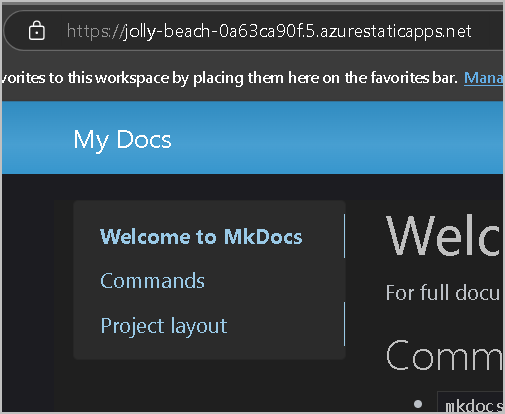 https://jolly-beach-0a63ca90f.5.azurestaticapps.net
vorites to this workspace by placing them here on the favorites bar. Mana
My Docs
Welcome to MkDocs
Commands
Project layout
Welc
For full docu
Comm
mkdocs